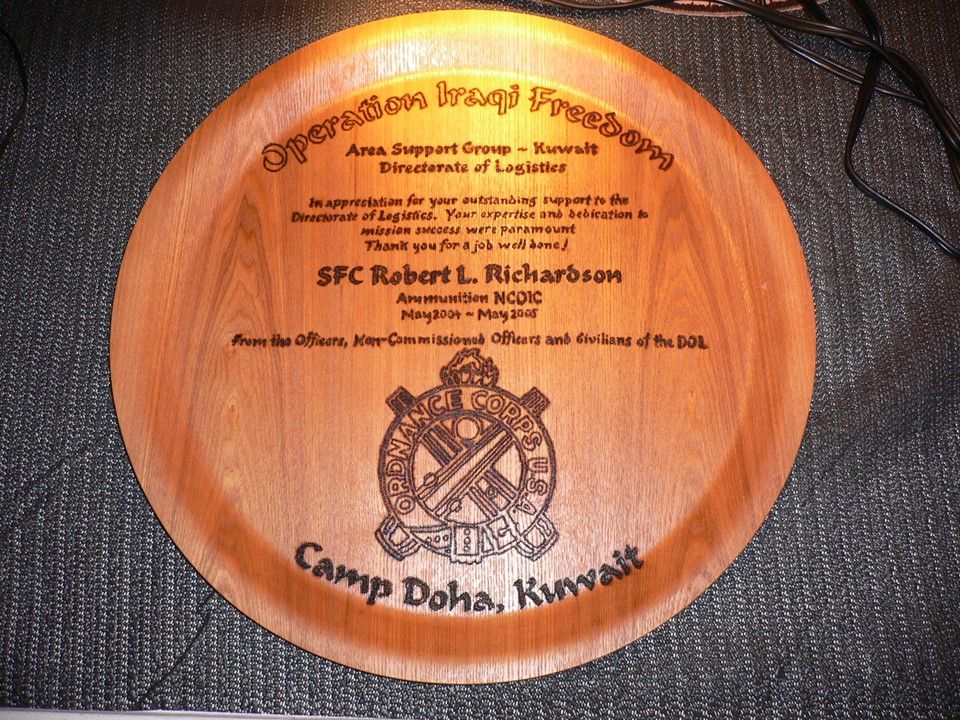 Operation Iraqi Freedom
Area Support Group ~ Kuwait
Directorate of Logistics
In appreciation for your outstanding support to the
Directorate of Logistics. Your expertise and dedication to
mission success were paramount
Thank you for a job well done!
SFC Robert L. Richardson
Ammunition NCOIC
May 2004 ~ May 2005
From the Officers, Non-Commissioned Officers and Civilians of the DOL
ORDNANCE CORPS U.S.A.
Camp Doha, Kuwait